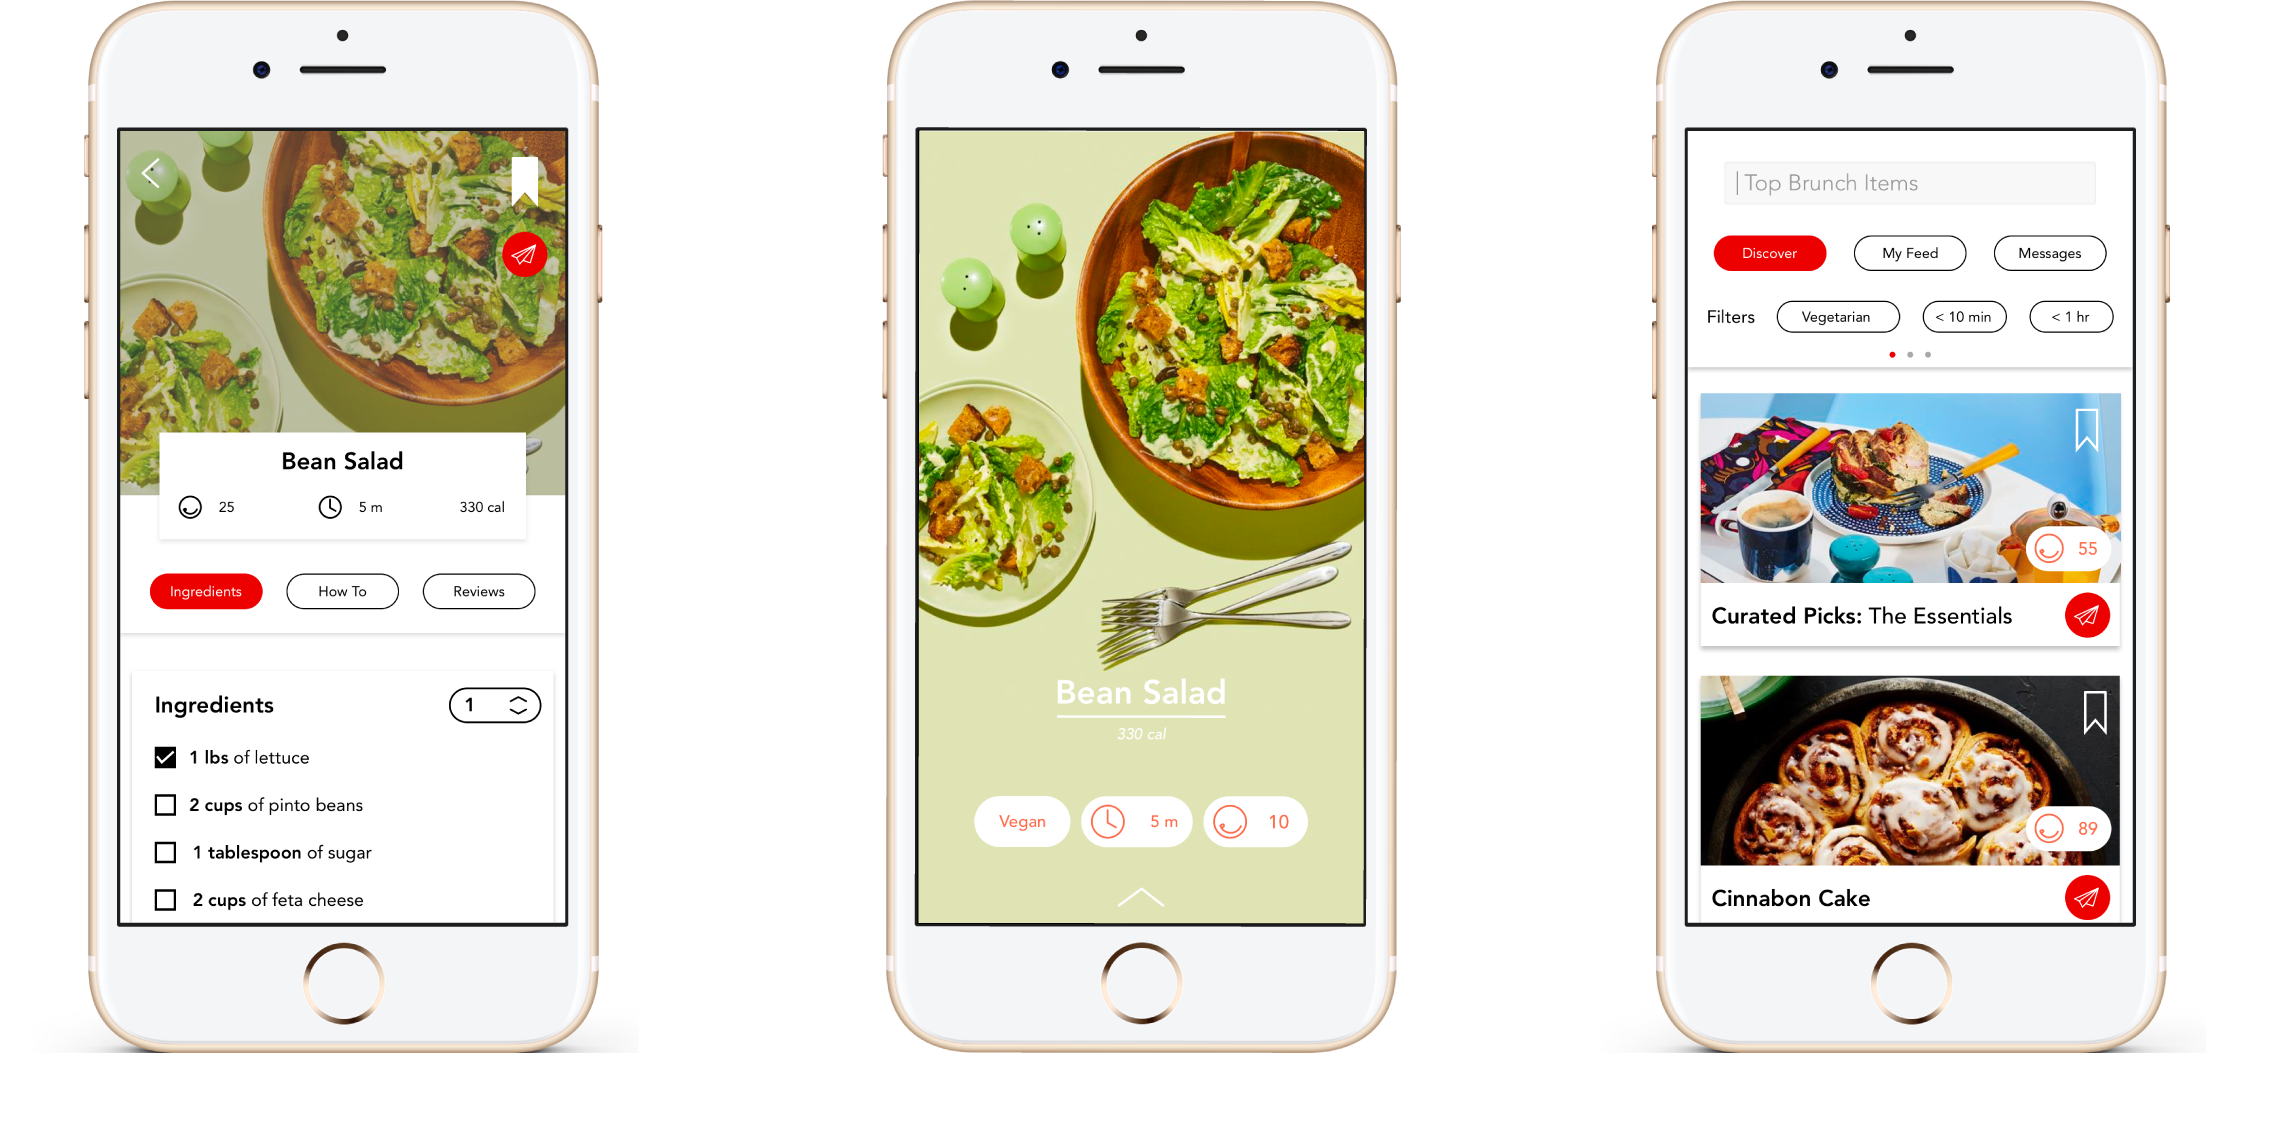 Bean Salad
25 5 m 330 cal
Ingredients How To Reviews
Ingredients 1
1 lbs of lettuce
2 cups of pinto beans
1 tablespoon of sugar
2 cups of feta cheese
Bean Salad
330 cal
Vegan 5 m 10
Top Brunch Items
Discover My Feed Messages
Filters Vegetarian < 10 min < 1 hr
55
Curated Picks: The Essentials
89
Cinnabon Cake